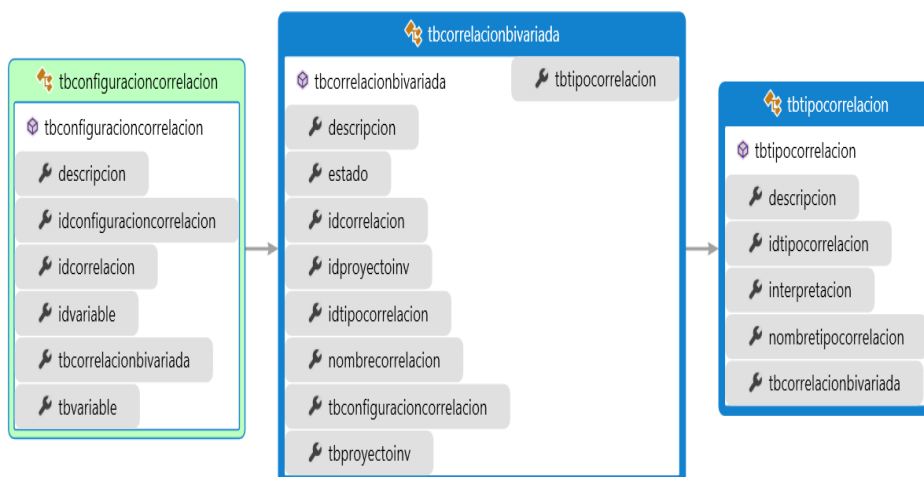 tbconfiguracioncorrelacion
tbconfiguracioncorrelacion
descripcion
idconfiguracioncorrelacion
idcorrelacion
idvariable
tbcorrelacionbivariada
tbvariable
tbcorrelacionbivariada
tbcorrelacionbivariada
descripcion
estado
idcorrelacion
idproyectoinv
idtipocorrelacion
nombrecorrelacion
tbconfiguracioncorrelacion
tbproyectoinv
tbtipocorrelacion
tbtipocorrelacion
tbtipocorrelacion
descripcion
idtipocorrelacion
interpretacion
nombretipocorrelacion
tbcorrelacionbivariada